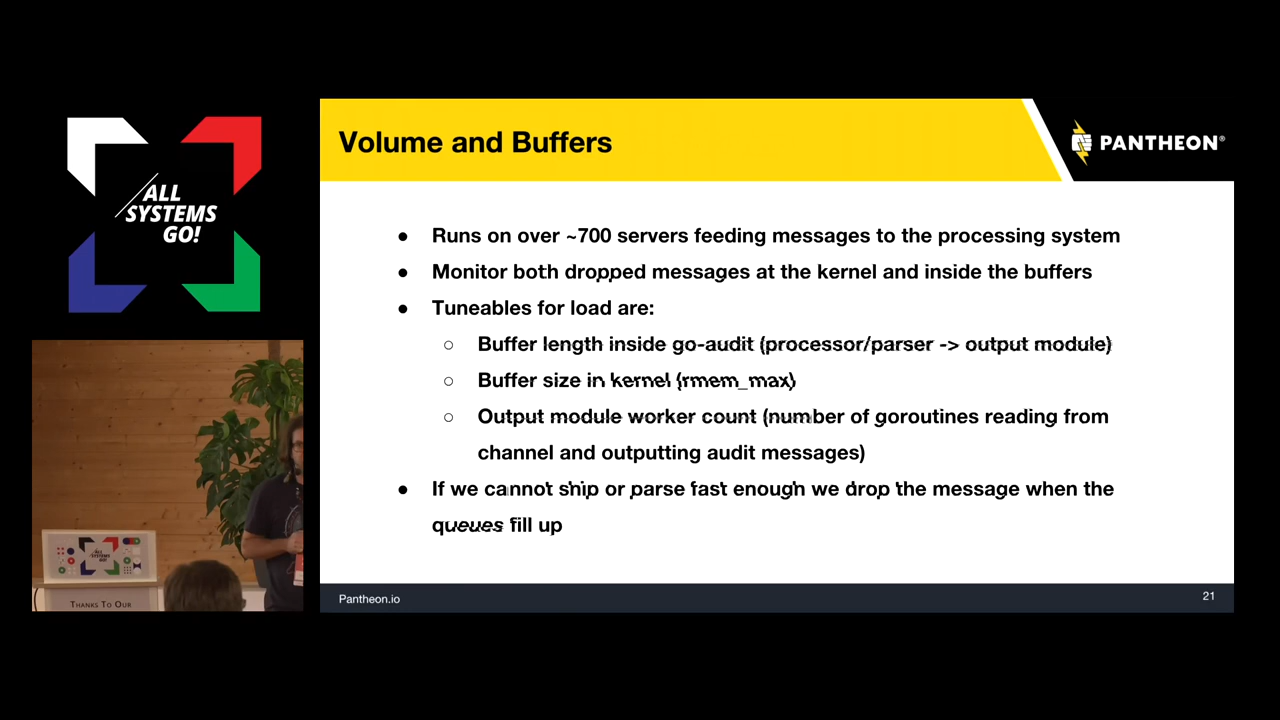 ALL
SYSTEMS
GO!
Volume and Buffers
PANTHEON®
● Runs on over ~700 servers feeding messages to the processing system
● Monitor both dropped messages at the kernel and inside the buffers
● Tuneables for load are:
○ Buffer length inside go-audit (processor/parser -> output module)
○ Buffer size in kernel (rmem_max)
○ Output module worker count (number of goroutines reading from
channel and outputting audit messages)
● If we cannot ship or parse fast enough we drop the message when the
queues fill up
ALL
SYSTEMS
GO!
THANKS TO OUR
Pantheon.io
21